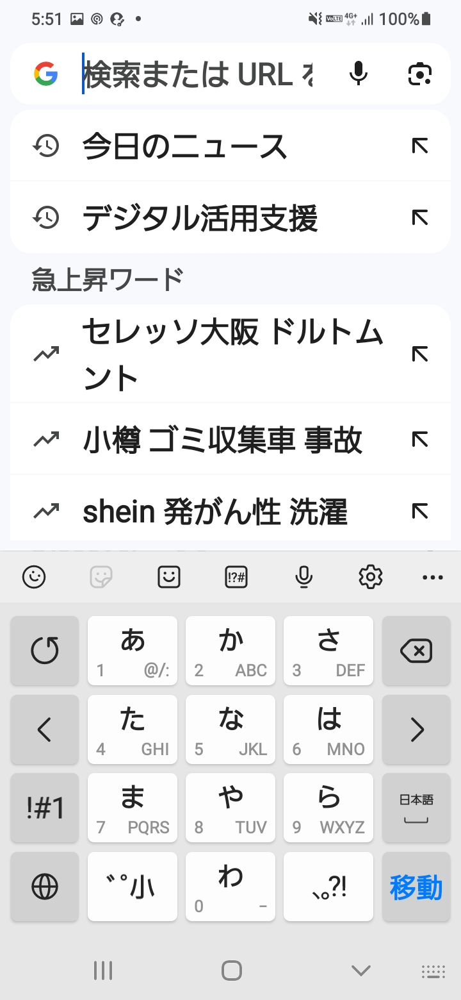 5:51 VoLTE 4G+ 100%
検索または URL を
今日のニュース
デジタル活用支援
急上昇ワード
セレッソ大阪 ドルトム
ント
小樽 ゴミ収集車 事故
shein 発がん性 洗濯
!?#
あ か さ
1 @/: 2 ABC 3 DEF
た な は
4 GHI 5 JKL 6 MNO
!#1 ま や ら 日本語
7 PQRS 8 TUV 9 WXYZ
゛゜小 わ 、。?! 移動
0 −